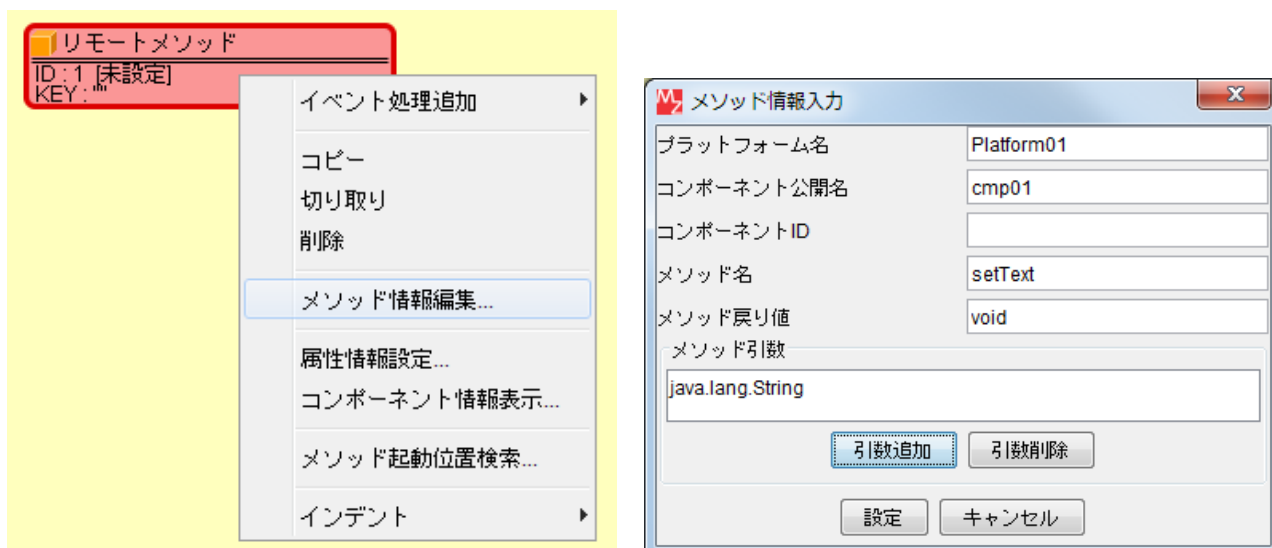 リモートメソッド
ID : 1 [未設定]
KEY : ""
イベント処理追加
コピー
切り取り
削除
メソッド情報編集...
属性情報設定...
コンポーネント情報表示...
メソッド起動位置検索...
インデント
メソッド情報入力
プラットフォーム名
Platform01
コンポーネント公開名
cmp01
コンポーネントID
メソッド名
setText
メソッド戻り値
void
メソッド引数
java.lang.String
引数追加
引数削除
設定
キャンセル